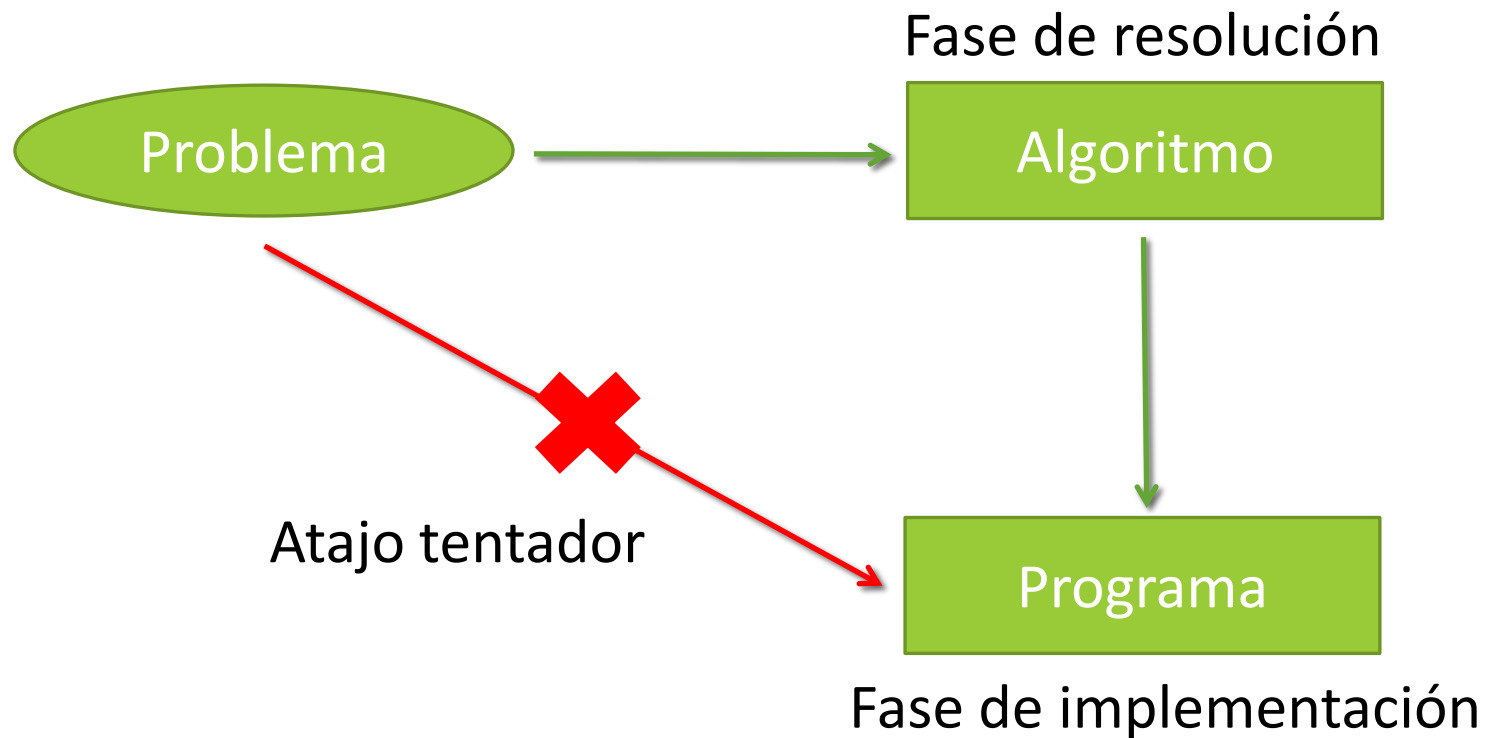 Fase de resolución
Problema
Algoritmo
Atajo tentador
Programa
Fase de implementación